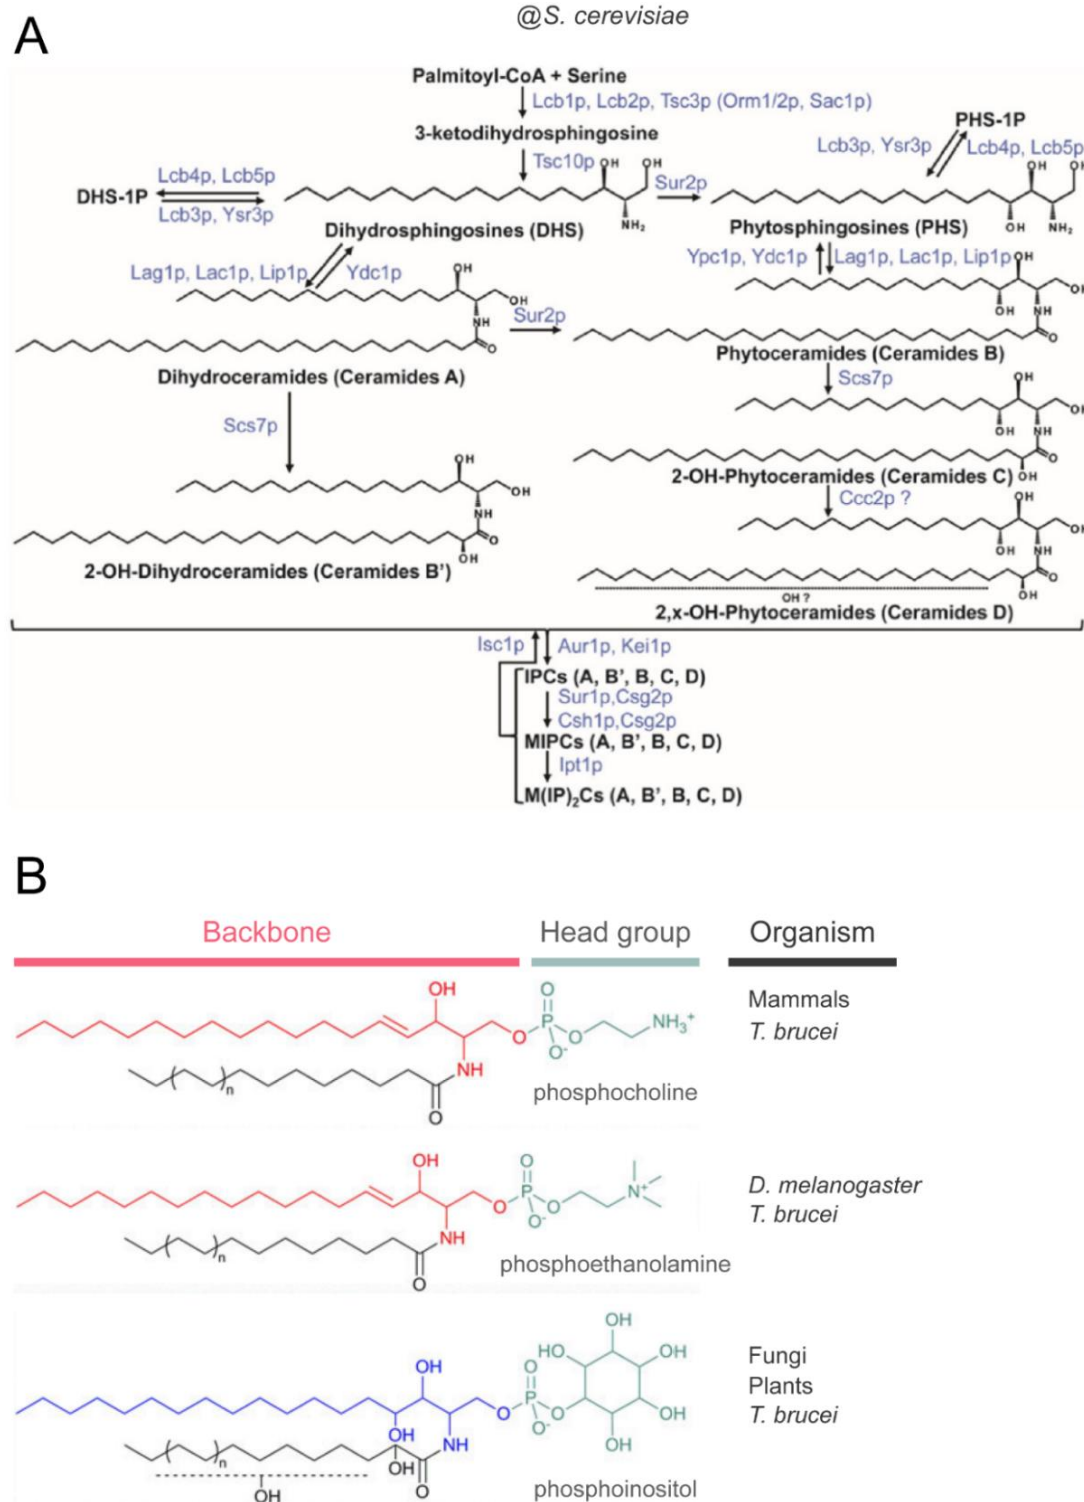 @S. cerevisiae
A
Palmitoyl-CoA + Serine
Lcb1p, Lcb2p, Tsc3p (Orm1/2p, Sac1p)
3-ketodihydrosphingosine
PHS-1P
Lcb3p, Ysr3p
Lcb4p, Lcb5p
Tsc10p
OH
OH
Sur2p
OH
OH
Lcb4p, Lcb5p
DHS-1P
Lcb3p, Ysr3p
NH₂
OH
NH₂
Dihydrosphingosines (DHS)
Phytosphingosines (PHS)
Lag1p, Lac1p, Lip1p
Ydc1p
Ypc1p, Ydc1p
Lag1p, Lac1p, Lip1p
OH
OH
OH
OH
OH
NH
NH
Sur2p
O
O
Dihydroceramides (Ceramides A)
Phytoceramides (Ceramides B)
Scs7p
Scs7p
OH
OH
OH
NH
O
OH
2-OH-Phytoceramides (Ceramides C)
OH
OH
NH
O
OH
2-OH-Dihydroceramides (Ceramides B')
Ccc2p ?
OH
OH
OH
NH
O
OH
OH ?
2,x-OH-Phytoceramides (Ceramides D)
Isc1p
Aur1p, Kei1p
IPCs (A, B', B, C, D)
Sur1p,Csg2p
Csh1p,Csg2p
MIPCs (A, B', B, C, D)
Ipt1p
M(IP)₂Cs (A, B', B, C, D)
B
Backbone
Head group
Organism
OH
O
P
O
O⁻
O
NH₃⁺
NH
n
O
phosphocholine
Mammals
T. brucei
OH
O
P
O
O⁻
O
N⁺
NH
n
O
phosphoethanolamine
D. melanogaster
T. brucei
OH
HO
OH
OH
O
P
O
O⁻
O
OH
OH
OH
NH
n
OH
O
OH
phosphoinositol
Fungi
Plants
T. brucei